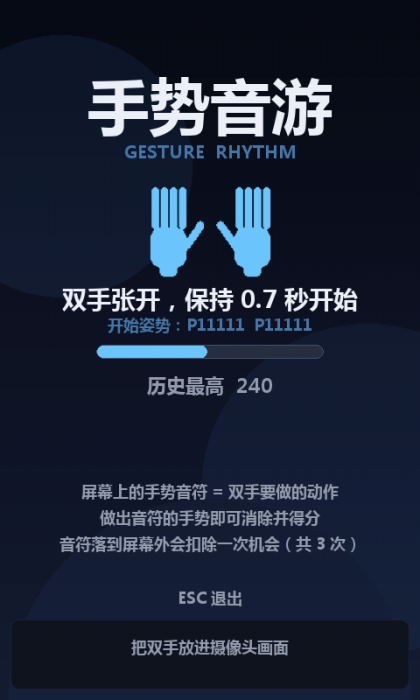 手势音游
GESTURE RHYTHM
双手张开，保持 0.7 秒开始
开始姿势：P11111 P11111
历史最高 240
屏幕上的手势音符 = 双手要做的动作
做出音符的手势即可消除并得分
音符落到屏幕外会扣除一次机会（共 3 次）
ESC 退出
把双手放进摄像头画面